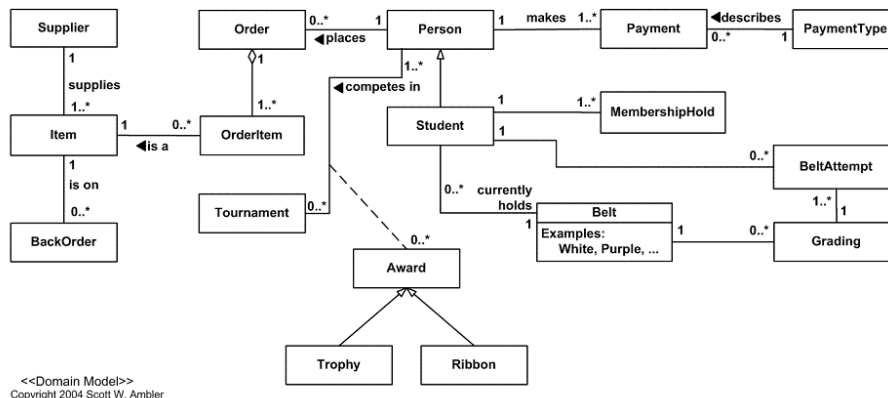 Supplier
Order
0..*
1
Person
1
makes
1..*
Payment
◀describes
0..*
1
PaymentType
◀places
1
supplies
1..*
1
1..*
1..*
◀competes in
Item
1
0..*
◀is a
OrderItem
Student
1
1..*
MembershipHold
1
0..*
BeltAttempt
1
is on
0..*
BackOrder
Tournament
0..*
0..*
currently
holds
1
Belt
Examples:
White, Purple, ...
1
0..*
1..*
1
Grading
0..*
Award
Trophy
Ribbon
<<Domain Model>>
Copyright 2004 Scott W. Ambler